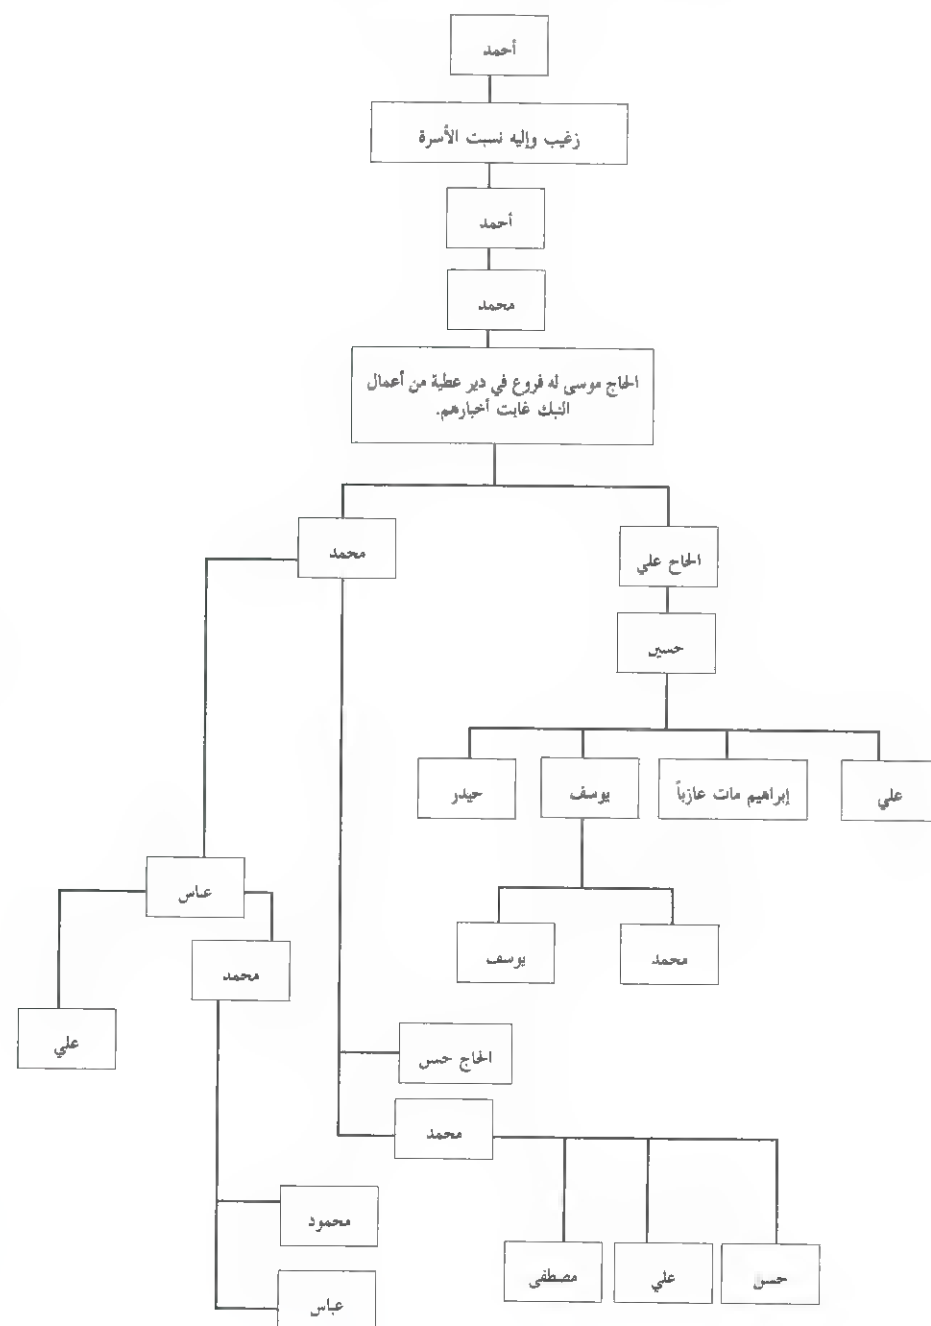 أحمد
زغيب وإليه نسبت الأسرة
أحمد
محمد
الحاج موسى له فروع في دير عطية من أعمال
النبك غابت أخبارهم.
الحاج علي
محمد
حسين
علي
إبراهيم مات عازباً
يوسف
حيدر
عباس
محمد
يوسف
محمد
علي
الحاج حسن
محمد
محمود
حسن
علي
مصطفى
عباس